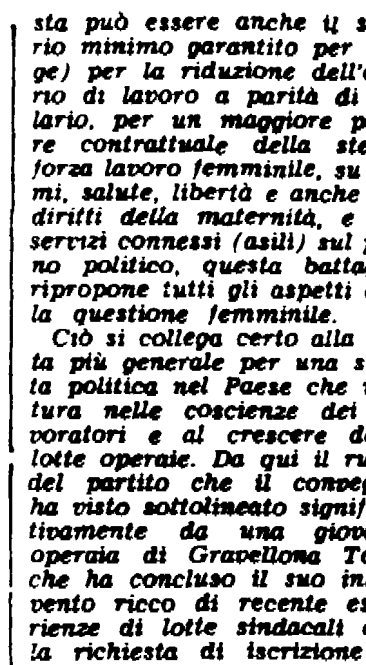 sta può essere anche il s
rio minimo garantito per
ge) per la riduzione dell'
rio di lavoro a parità di
lario, per un maggiore p
re contrattuale della ste
forza lavoro femminile, su
mi, salute, libertà e anche
diritti della maternità, e
servizi connessi (asili) sul
no politico, questa batta
ripropone tutti gli aspetti
la questione femminile.
Ciò si collega certo alla
ta più generale per una s
ta politica nel Paese che
tura nelle coscienze dei
voratori e al crescere de
lotte operaie. Da qui il ru
del partito che il conveg
ha visto sottolineato signif
tivamente da una giov
operaia di Gravellona To
che ha concluso il suo in
vento ricco di recente es
rienze di lotte sindacali
la richiesta di iscrizione